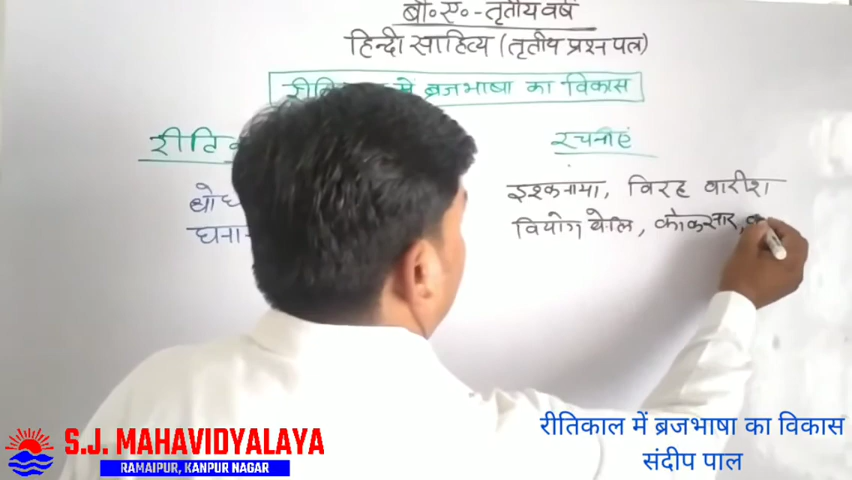 बी॰ए॰-तृतीय वर्ष
हिन्दी साहित्य (तृतीय प्रश्न पत्र)
में ब्रजभाषा का विकास
रीति
रचनाएं
इश्कनामा, विरह वारीश
वियोग बेलि, कोकसार,
रीतिकाल में ब्रजभाषा का विकास
संदीप पाल
S.J. MAHAVIDYALAYA
RAMAIPUR, KANPUR NAGAR